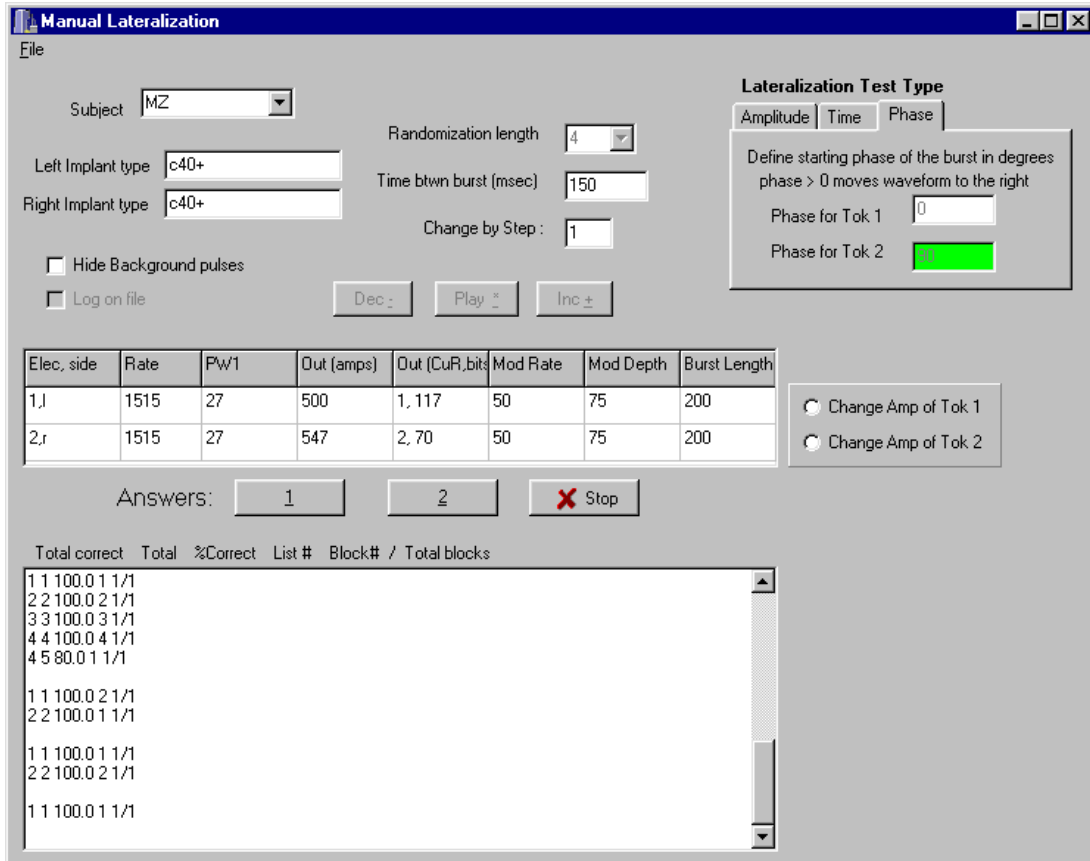 Manual Lateralization
File
Subject MZ
Left Implant type c40+
Right Implant type c40+
Hide Background pulses
Log on file
Randomization length 4
Time btwn burst (msec) 150
Change by Step : 1
Dec - Play * Inc +
Lateralization Test Type
Amplitude Time Phase
Define starting phase of the burst in degrees
phase > 0 moves waveform to the right
Phase for Tok 1 0
Phase for Tok 2 90
Elec, side Rate PW1 Out (amps) Out (CuR,bits Mod Rate Mod Depth Burst Length
1,l 1515 27 500 1, 117 50 75 200
2,r 1515 27 547 2, 70 50 75 200
Change Amp of Tok 1
Change Amp of Tok 2
Answers: 1 2 Stop
Total correct Total %Correct List # Block# / Total blocks
1 1 100.0 1 1/1
2 2 100.0 2 1/1
3 3 100.0 3 1/1
4 4 100.0 4 1/1
4 5 80.0 1 1/1
1 1 100.0 2 1/1
2 2 100.0 1 1/1
1 1 100.0 1 1/1
2 2 100.0 2 1/1
1 1 100.0 1 1/1